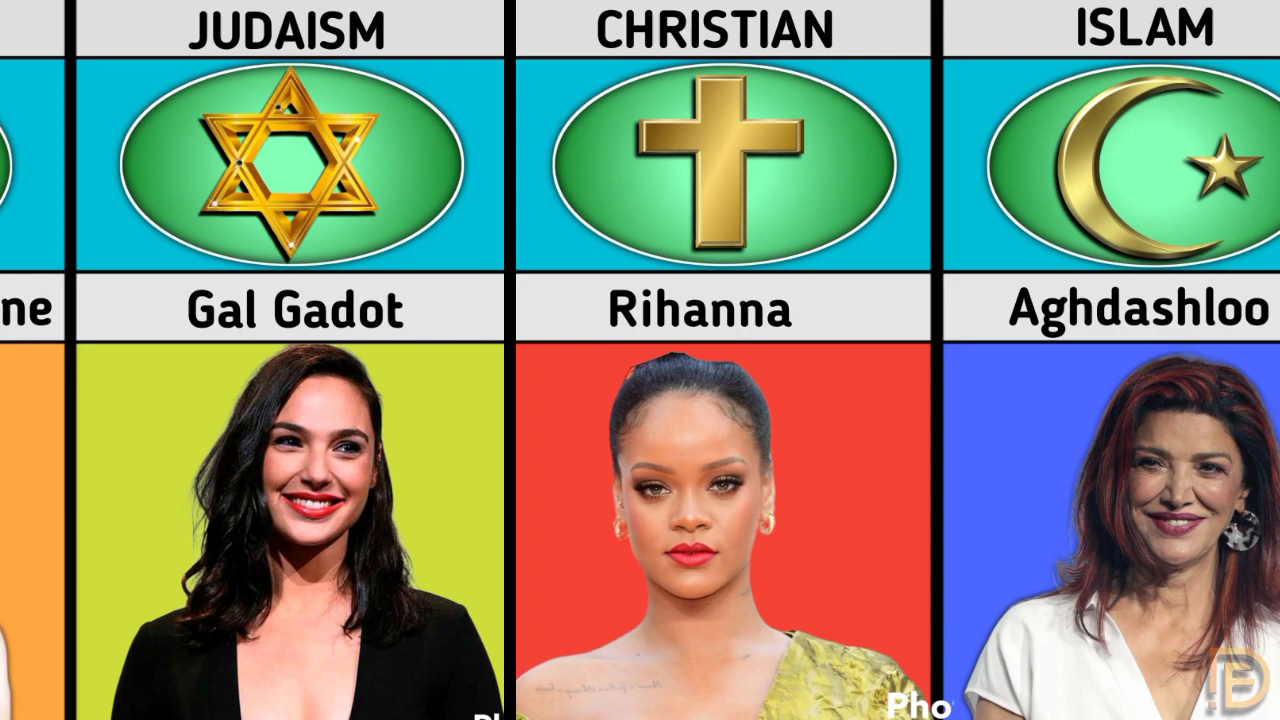 JUDAISM
CHRISTIAN
ISLAM
ne
Gal Gadot
Rihanna
Aghdashloo
Pho